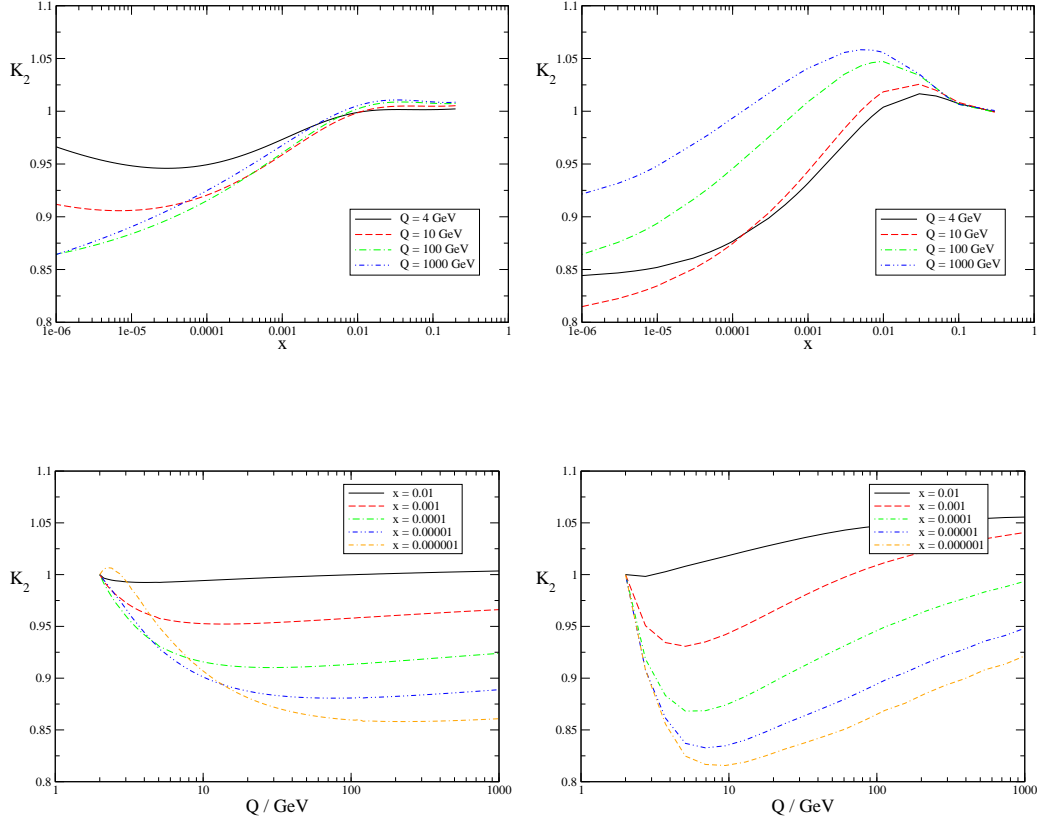 1.1
1.05
K2
1
0.95
0.9
0.85
0.8
1e-06
1e-05
0.0001
0.001
0.01
0.1
1
x
Q = 4 GeV
Q = 10 GeV
Q = 100 GeV
Q = 1000 GeV
1.1
1.05
K2
1
0.95
0.9
0.85
0.8
1e-06
1e-05
0.0001
0.001
0.01
0.1
1
x
Q = 4 GeV
Q = 10 GeV
Q = 100 GeV
Q = 1000 GeV
1.1
1.05
K2
1
0.95
0.9
0.85
0.8
1
10
100
1000
Q / GeV
x = 0.01
x = 0.001
x = 0.0001
x = 0.00001
x = 0.000001
1.1
1.05
K2
1
0.95
0.9
0.85
0.8
1
10
100
1000
Q / GeV
x = 0.01
x = 0.001
x = 0.0001
x = 0.00001
x = 0.000001